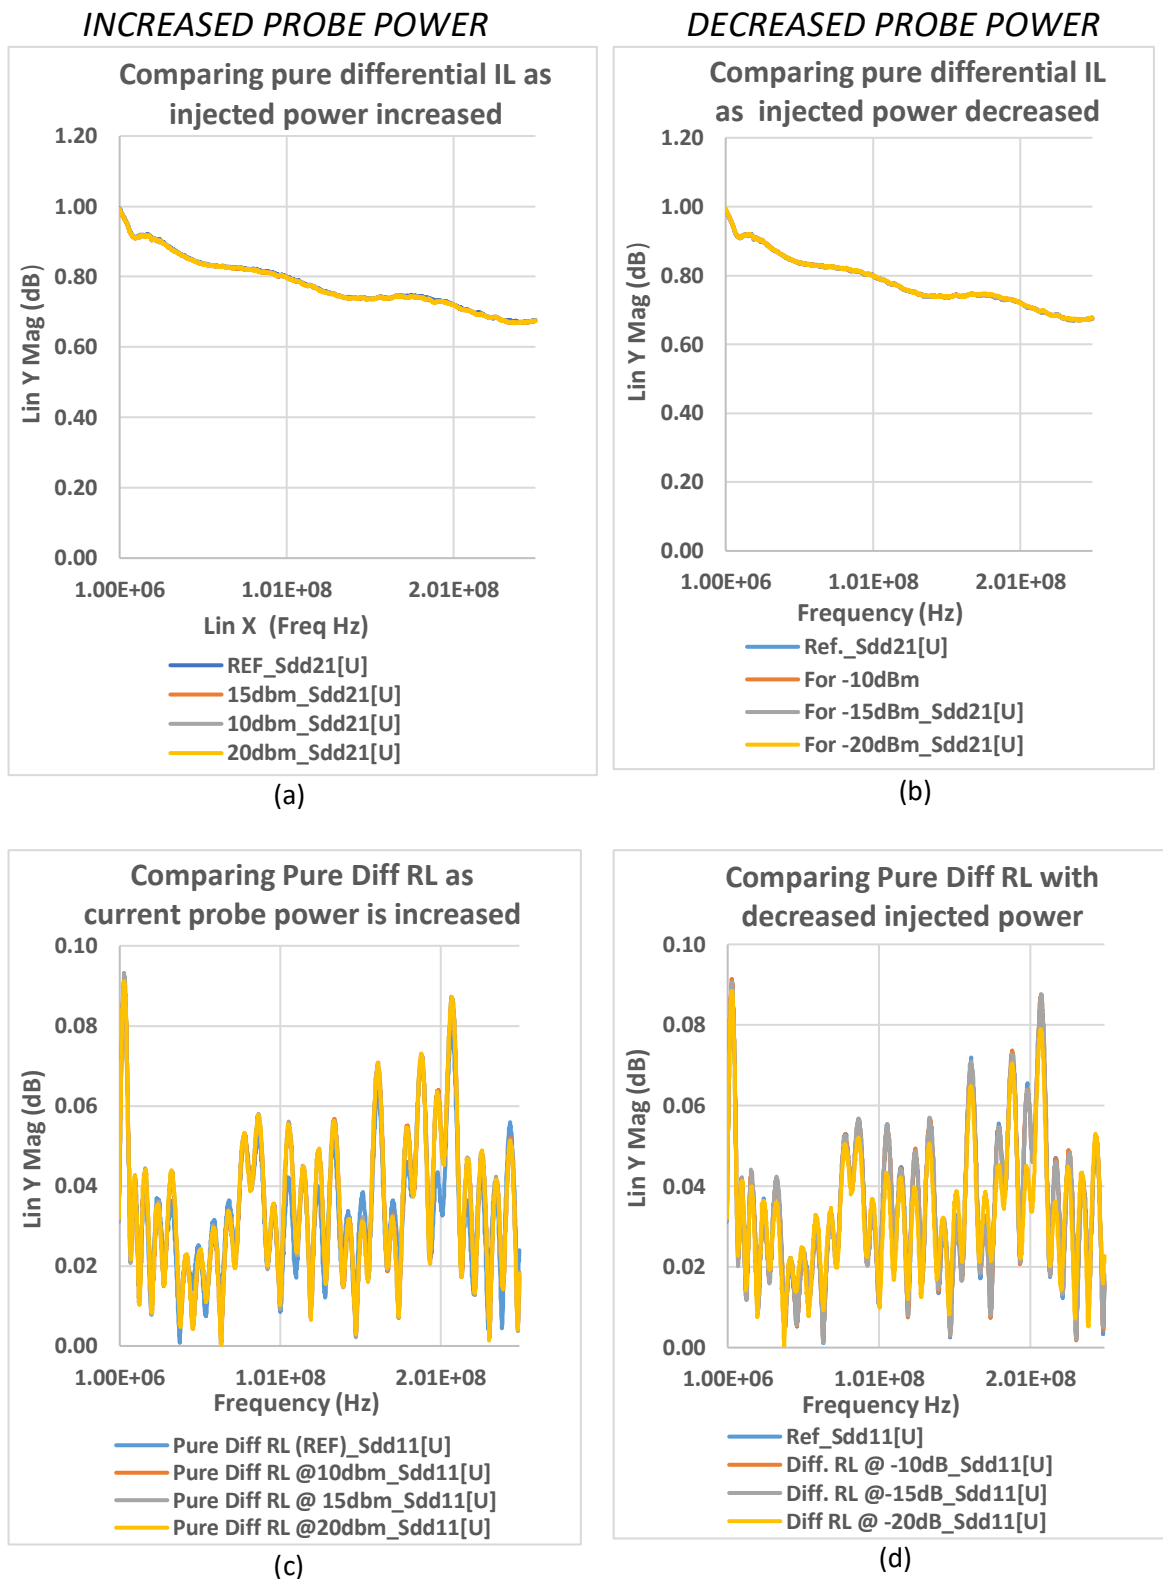 INCREASED PROBE POWER
DECREASED PROBE POWER
Comparing pure differential IL as
injected power increased
1.20
1.00
0.80
0.60
0.40
0.20
0.00
Lin Y Mag (dB)
1.00E+06 1.01E+08 2.01E+08
Lin X (Freq Hz)
REF_Sdd21[U]
15dbm_Sdd21[U]
10dbm_Sdd21[U]
20dbm_Sdd21[U]
(a)
Comparing pure differential IL
as injected power decreased
1.20
1.00
0.80
0.60
0.40
0.20
0.00
Lin Y Mag (dB)
1.00E+06 1.01E+08 2.01E+08
Frequency (Hz)
Ref._Sdd21[U]
For -10dBm
For -15dBm_Sdd21[U]
For -20dBm_Sdd21[U]
(b)
Comparing Pure Diff RL as
current probe power is increased
0.10
0.08
0.06
0.04
0.02
0.00
Lin Y Mag (dB)
1.00E+06 1.01E+08 2.01E+08
Frequency (Hz)
Pure Diff RL (REF)_Sdd11[U]
Pure Diff RL @10dbm_Sdd11[U]
Pure Diff RL @ 15dbm_Sdd11[U]
Pure Diff RL @20dbm_Sdd11[U]
(c)
Comparing Pure Diff RL with
decreased injected power
0.10
0.08
0.06
0.04
0.02
0.00
Lin Y Mag (dB)
1.00E+06 1.01E+08 2.01E+08
Frequency Hz)
Ref_Sdd11[U]
Diff. RL @ -10dB_Sdd11[U]
Diff. RL @-15dB_Sdd11[U]
Diff RL @ -20dB_Sdd11[U]
(d)